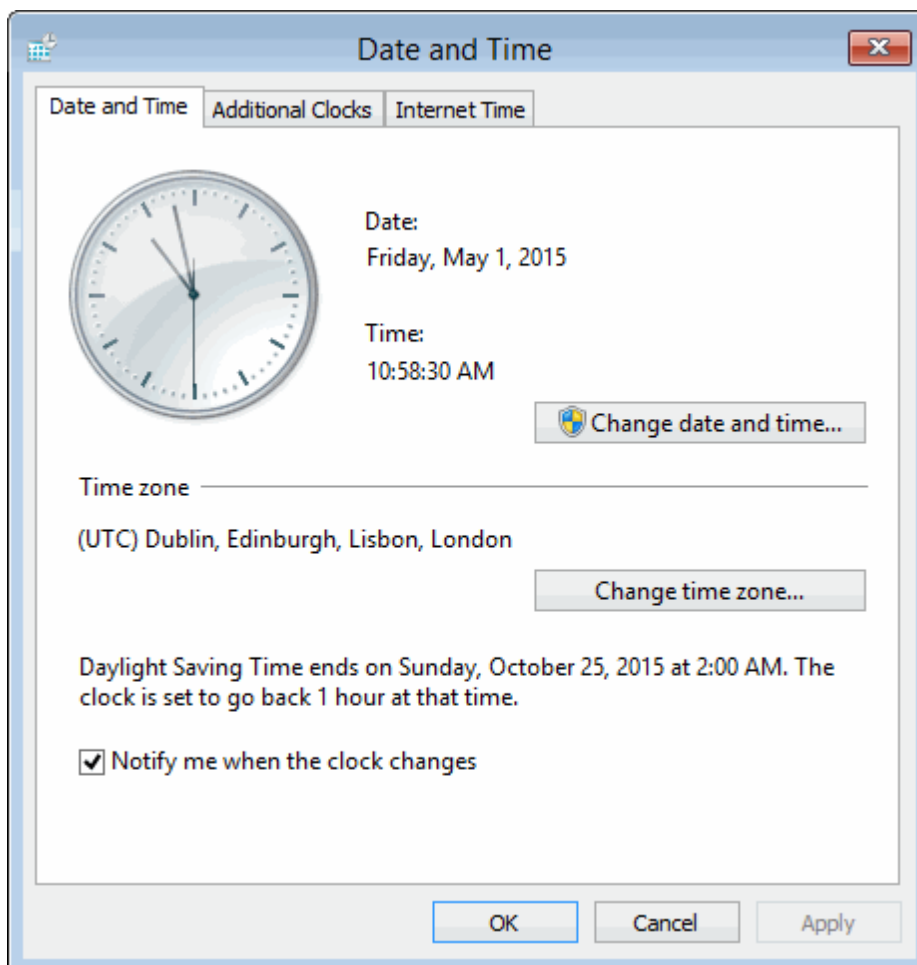 Date and Time
Date and Time
Additional Clocks
Internet Time
Date:
Friday, May 1, 2015
Time:
10:58:30 AM
Change date and time...
Time zone
(UTC) Dublin, Edinburgh, Lisbon, London
Change time zone...
Daylight Saving Time ends on Sunday, October 25, 2015 at 2:00 AM. The
clock is set to go back 1 hour at that time.
Notify me when the clock changes
OK
Cancel
Apply